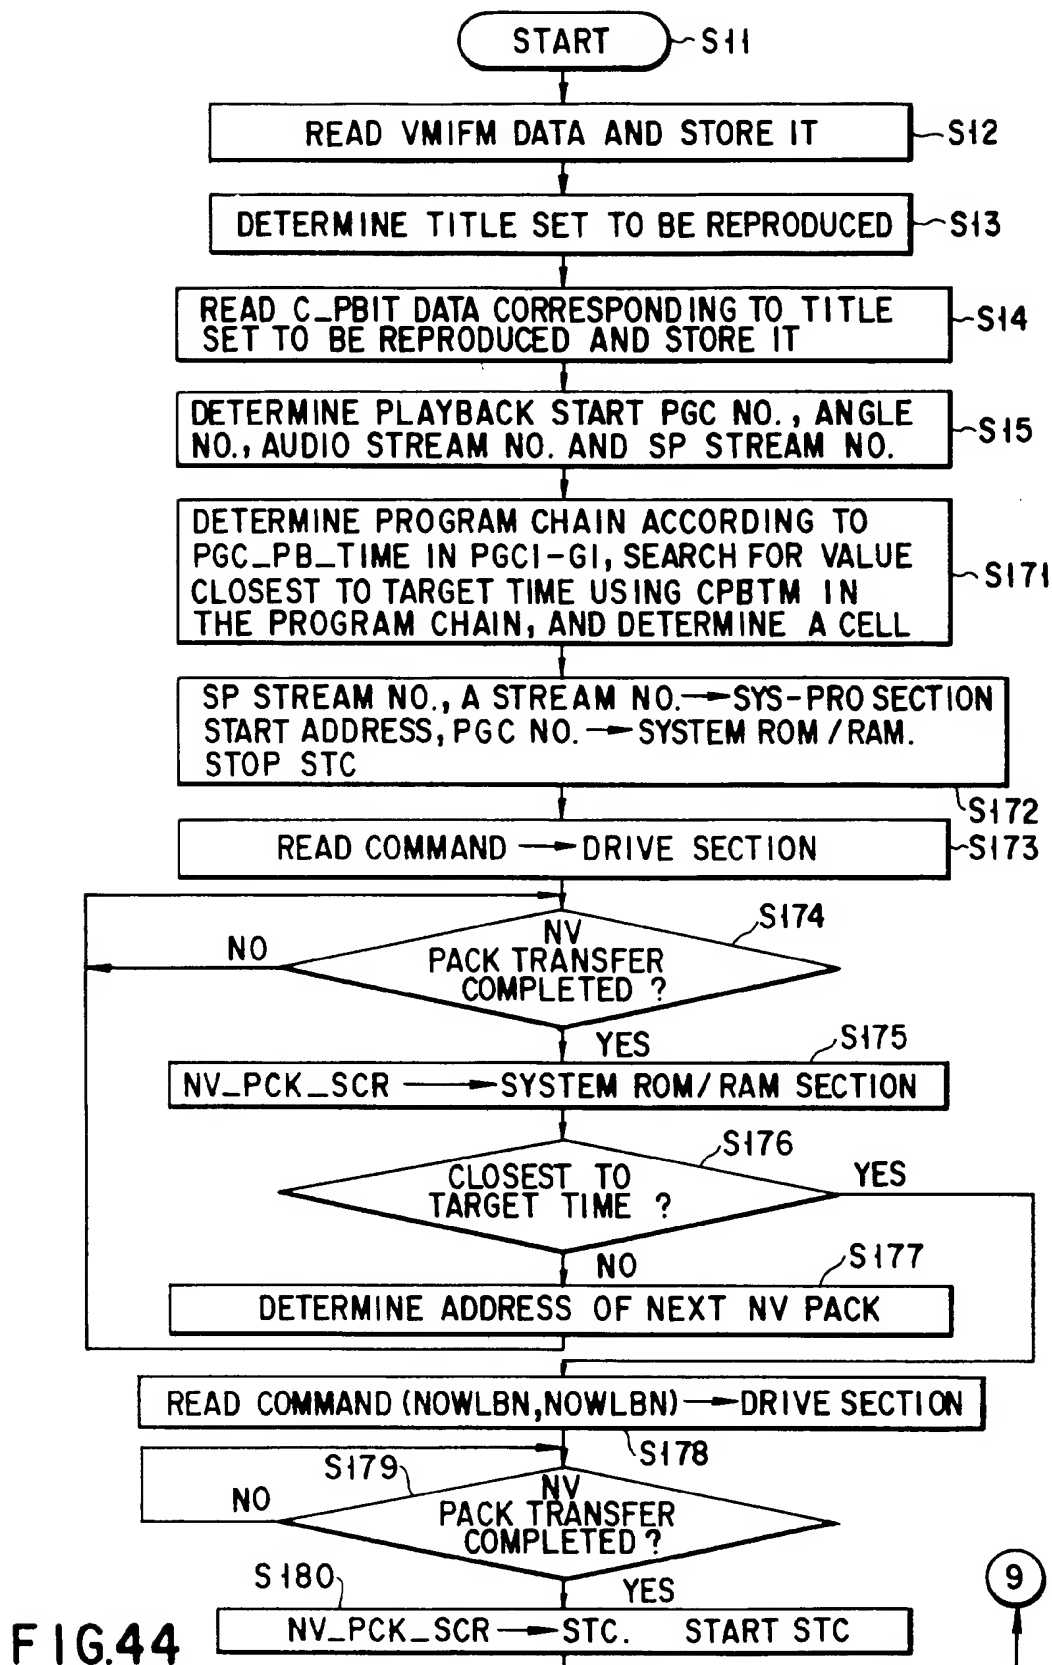 START
S11
READ VMIFM DATA AND STORE IT
S12
DETERMINE TITLE SET TO BE REPRODUCED
S13
READ C_PBIT DATA CORRESPONDING TO TITLE
SET TO BE REPRODUCED AND STORE IT
S14
DETERMINE PLAYBACK START PGC NO., ANGLE
NO., AUDIO STREAM NO. AND SP STREAM NO.
S15
DETERMINE PROGRAM CHAIN ACCORDING TO
PGC_PB_TIME IN PGCI-GI, SEARCH FOR VALUE
CLOSEST TO TARGET TIME USING CPBTM IN
THE PROGRAM CHAIN, AND DETERMINE A CELL
S171
SP STREAM NO., A STREAM NO. → SYS-PRO SECTION
START ADDRESS, PGC NO. → SYSTEM ROM/RAM.
STOP STC
S172
READ COMMAND → DRIVE SECTION
S173
S174
NO
NV
PACK TRANSFER
COMPLETED ?
YES
S175
NV_PCK_SCR → SYSTEM ROM/RAM SECTION
S176
CLOSEST TO
TARGET TIME ?
YES
NO
S177
DETERMINE ADDRESS OF NEXT NV PACK
READ COMMAND (NOWLBN,NOWLBN) → DRIVE SECTION
S178
S179
NO
NV
PACK TRANSFER
COMPLETED ?
YES
S180
NV_PCK_SCR → STC. START STC
9
FIG.44